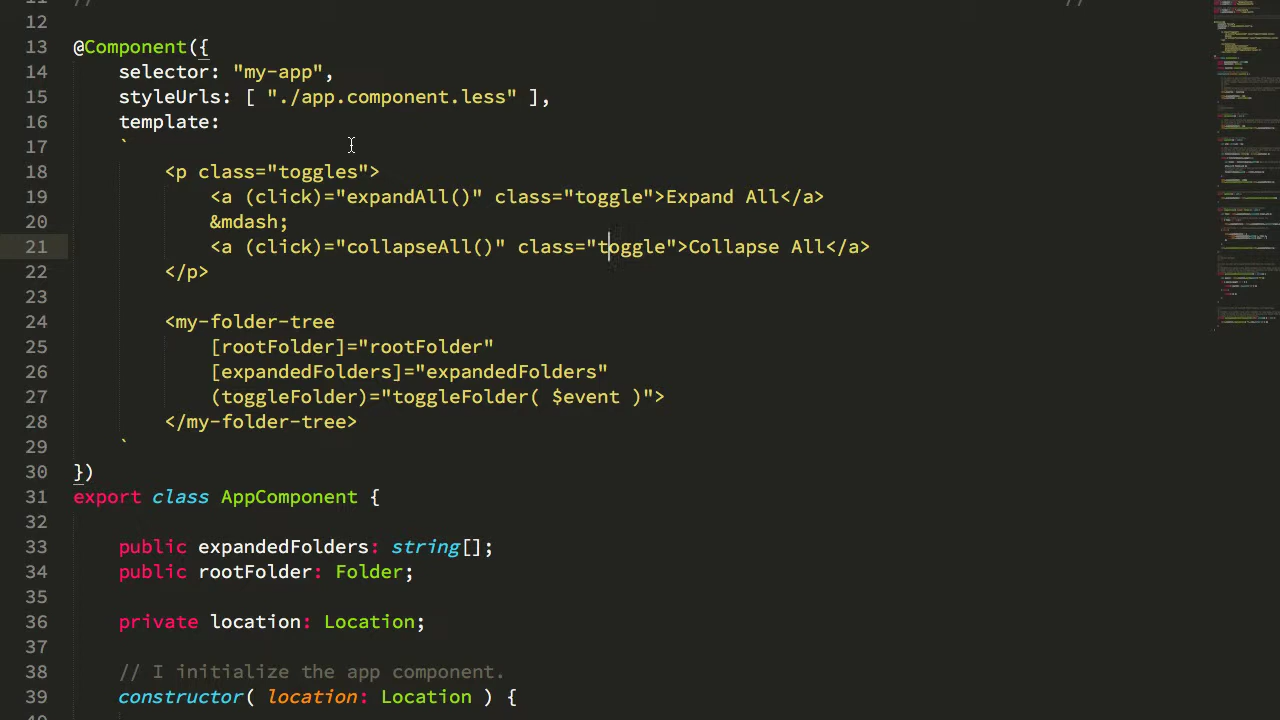 11 //                                                                                      //
12
13 @Component({
14     selector: "my-app",
15     styleUrls: [ "./app.component.less" ],
16     template:
17     `
18         <p class="toggles">
19             <a (click)="expandAll()" class="toggle">Expand All</a>
20             &mdash;
21             <a (click)="collapseAll()" class="toggle">Collapse All</a>
22         </p>
23
24         <my-folder-tree
25             [rootFolder]="rootFolder"
26             [expandedFolders]="expandedFolders"
27             (toggleFolder)="toggleFolder( $event )">
28         </my-folder-tree>
29     `
30 })
31 export class AppComponent {
32
33     public expandedFolders: string[];
34     public rootFolder: Folder;
35
36     private location: Location;
37
38     // I initialize the app component.
39     constructor( location: Location ) {